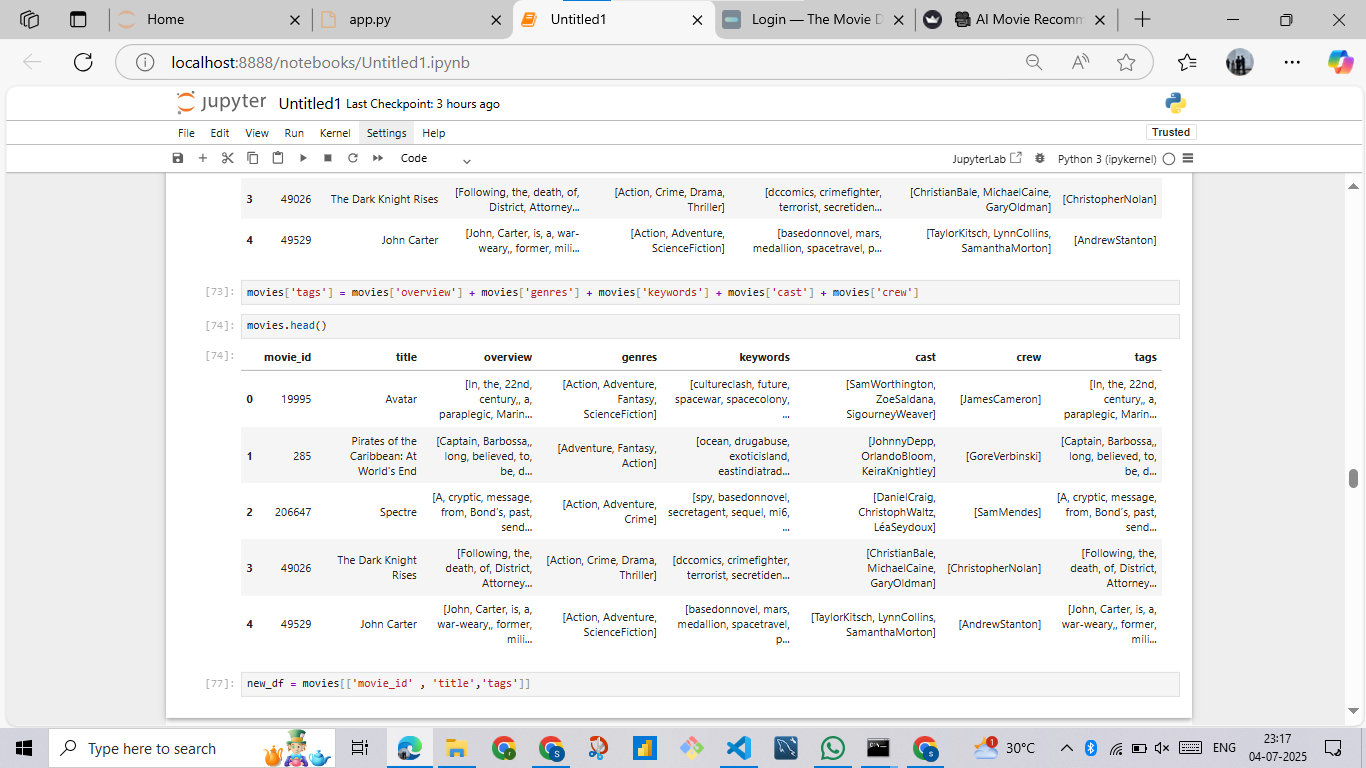 Home
app.py
Untitled1
Login — The Movie D
AI Movie Recomm
localhost:8888/notebooks/Untitled1.ipynb
jupyter Untitled1 Last Checkpoint: 3 hours ago
File Edit View Run Kernel Settings Help
Trusted
Code
JupyterLab Python 3 (ipykernel)
3 49026 The Dark Knight Rises [Following, the, death, of, District, Attorney... [Action, Crime, Drama, Thriller] [dccomics, crimefighter, terrorist, secretiden... [ChristianBale, MichaelCaine, GaryOldman] [ChristopherNolan]
4 49529 John Carter [John, Carter, is, a, war-weary,, former, mili... [Action, Adventure, ScienceFiction] [basedonnovel, mars, medallion, spacetravel, p... [TaylorKitsch, LynnCollins, SamanthaMorton] [AndrewStanton]
[73]: movies['tags'] = movies['overview'] + movies['genres'] + movies['keywords'] + movies['cast'] + movies['crew']
[74]: movies.head()
[74]: movie_id title overview genres keywords cast crew tags
0 19995 Avatar [In, the, 22nd, century,, a, paraplegic, Marin... [Action, Adventure, Fantasy, ScienceFiction] [cultureclash, future, spacewar, spacecolony, ... [SamWorthington, ZoeSaldana, SigourneyWeaver] [JamesCameron] [In, the, 22nd, century,, a, paraplegic, Marin...
1 285 Pirates of the Caribbean: At World's End [Captain, Barbossa,, long, believed, to, be, d... [Adventure, Fantasy, Action] [ocean, drugabuse, exoticisland, eastindiatrad... [JohnnyDepp, OrlandoBloom, KeiraKnightley] [GoreVerbinski] [Captain, Barbossa,, long, believed, to, be, d...
2 206647 Spectre [A, cryptic, message, from, Bond's, past, send... [Action, Adventure, Crime] [spy, basedonnovel, secretagent, sequel, mi6, ... [DanielCraig, ChristophWaltz, LéaSeydoux] [SamMendes] [A, cryptic, message, from, Bond's, past, send...
3 49026 The Dark Knight Rises [Following, the, death, of, District, Attorney... [Action, Crime, Drama, Thriller] [dccomics, crimefighter, terrorist, secretiden... [ChristianBale, MichaelCaine, GaryOldman] [ChristopherNolan] [Following, the, death, of, District, Attorney...
4 49529 John Carter [John, Carter, is, a, war-weary,, former, mili... [Action, Adventure, ScienceFiction] [basedonnovel, mars, medallion, spacetravel, p... [TaylorKitsch, LynnCollins, SamanthaMorton] [AndrewStanton] [John, Carter, is, a, war-weary,, former, mili...
[77]: new_df = movies[['movie_id' , 'title','tags']]
Type here to search
30°C
ENG
23:17
04-07-2025